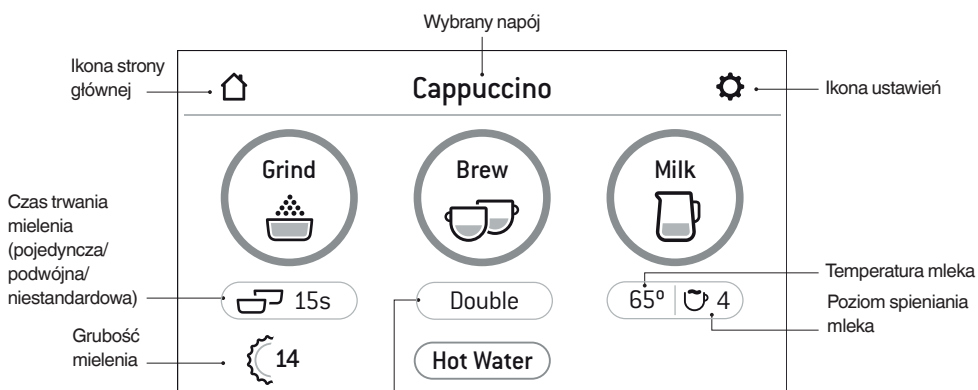 Wybrany napój
Ikona strony
głównej
Cappuccino
Ikona ustawień
Grind
Brew
Milk
Czas trwania
mielenia
(pojedyncza/
podwójna/
niestandardowa)
15s
Double
65º
4
Temperatura mleka
Poziom spieniania
mleka
Grubość
mielenia
14
Hot Water